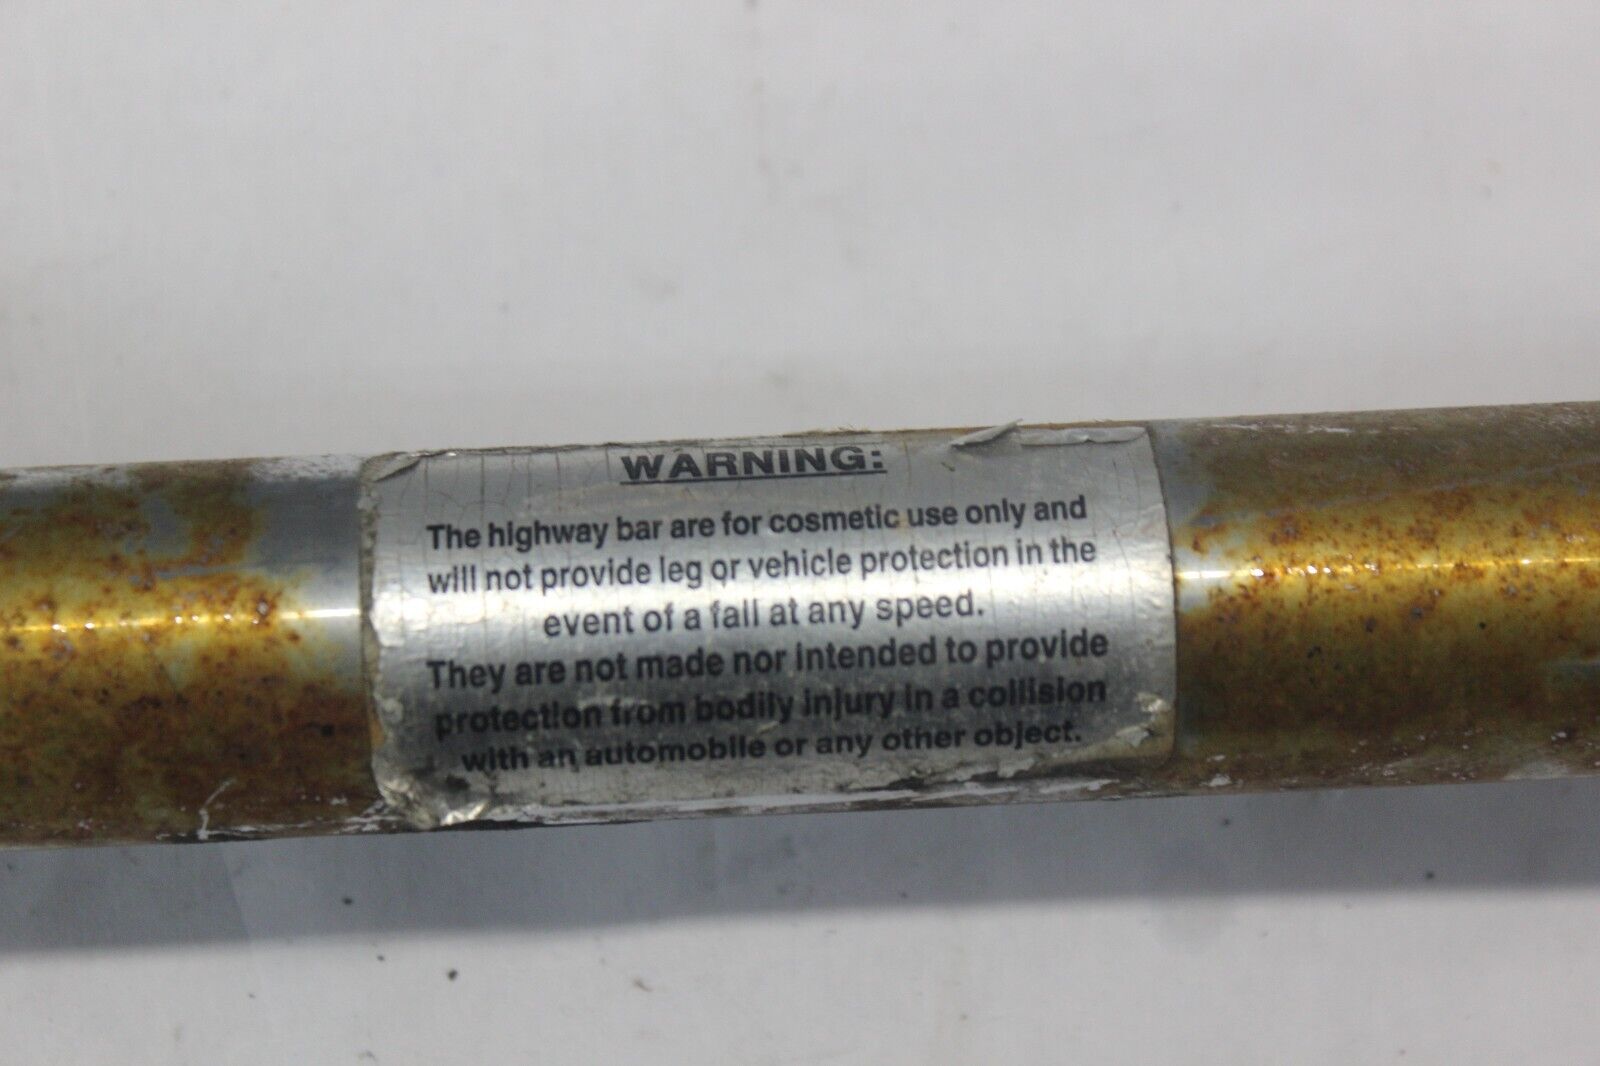 WARNING:
The highway bar are for cosmetic use only and
will not provide leg or vehicle protection in the
event of a fall at any speed.
They are not made nor intended to provide
protection from bodily injury in a collision
with an automobile or any other object.